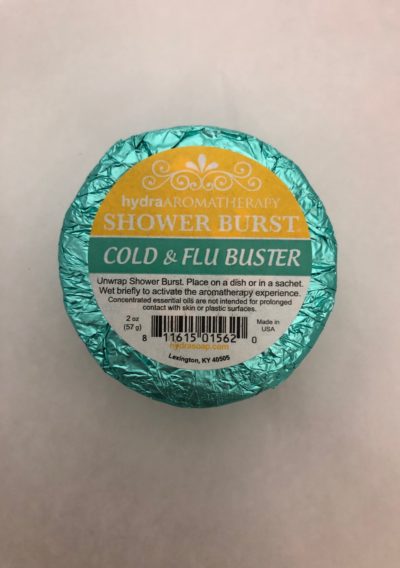 hydraAROMATHERAPY
SHOWER BURST
COLD & FLU BUSTER
Unwrap Shower Burst. Place on a dish or in a sachet.
Wet briefly to activate the aromatherapy experience.
Concentrated essential oils are not intended for prolonged
contact with skin or plastic surfaces.
2 oz
(57 g)
Made in
USA
8 11615 01562 0
hydrasoap.com
Lexington, KY 40505